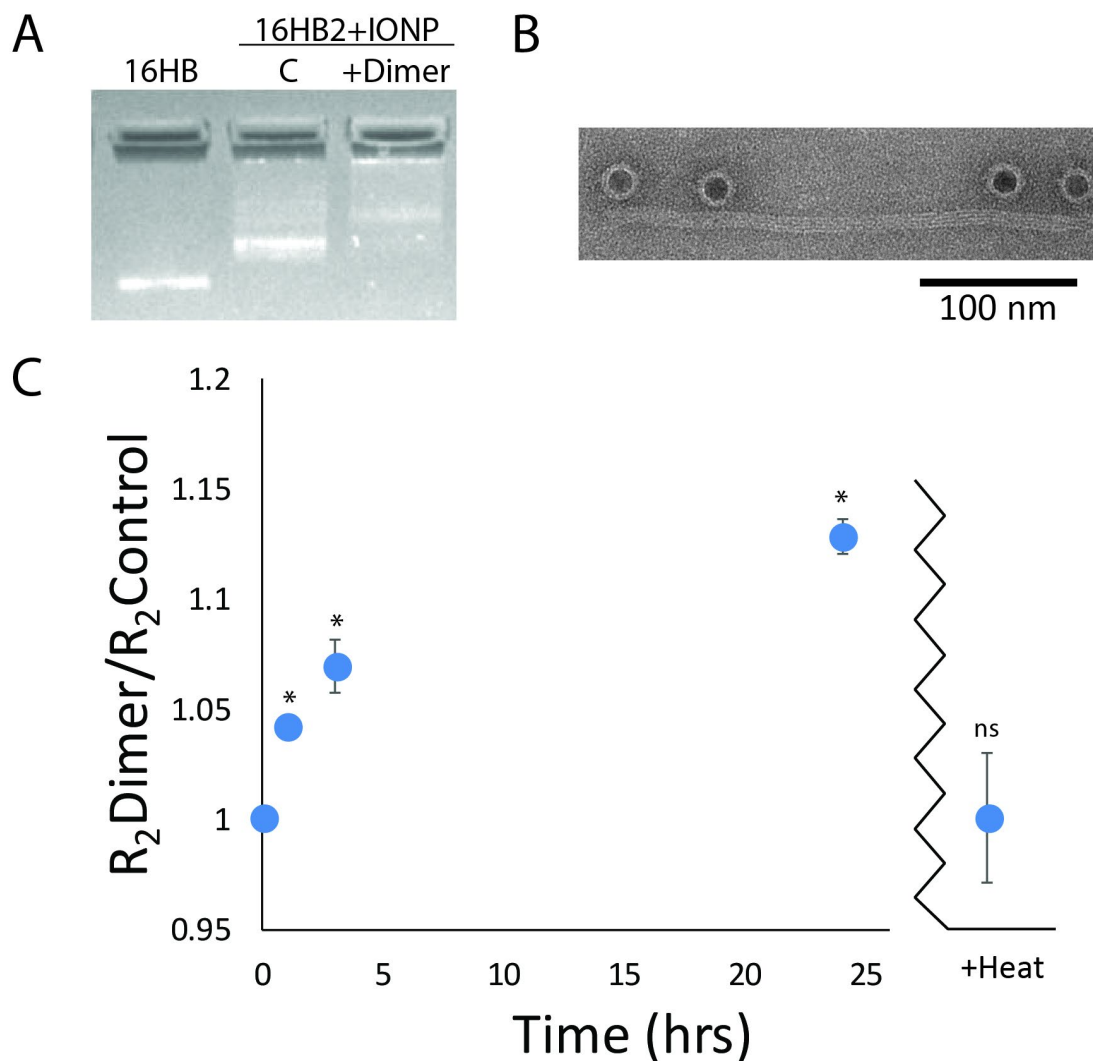 A
16HB2+IONP
16HB
C
+Dimer
B
100 nm
C
R₂Dimer/R₂Control
1.2
1.15
1.1
1.05
1
0.95
*
*
*
ns
0
5
10
15
20
25
+Heat
Time (hrs)